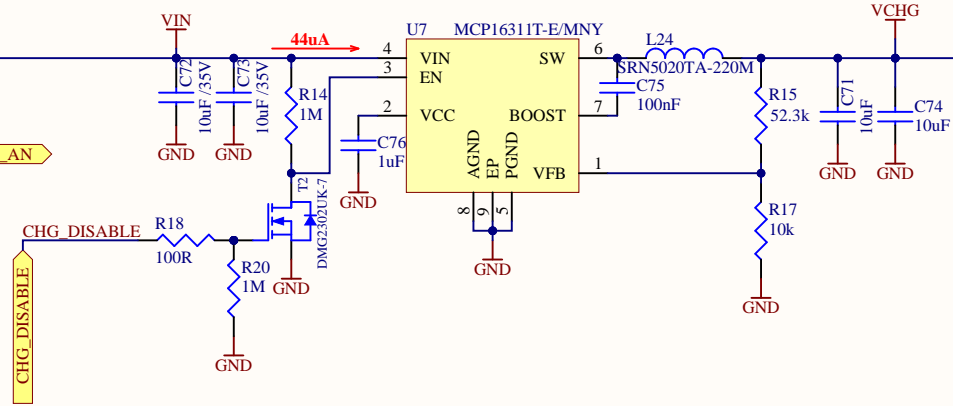 VIN
VCHG
44uA
U7
MCP16311T-E/MNY
4
VIN
SW
6
3
EN
2
VCC
BOOST
7
AGND
EP
PGND
VFB
1
8
9
5
GND
C72
10uF /35V
GND
C73
10uF /35V
GND
R14
1M
C76
1uF
GND
L24
SRN5020TA-220M
C75
100nF
R15
52.3k
C71
10uF
GND
C74
10uF
GND
R17
10k
GND
_AN
T2
DMG2302UK-7
GND
CHG_DISABLE
R18
100R
R20
1M
GND
CHG_DISABLE